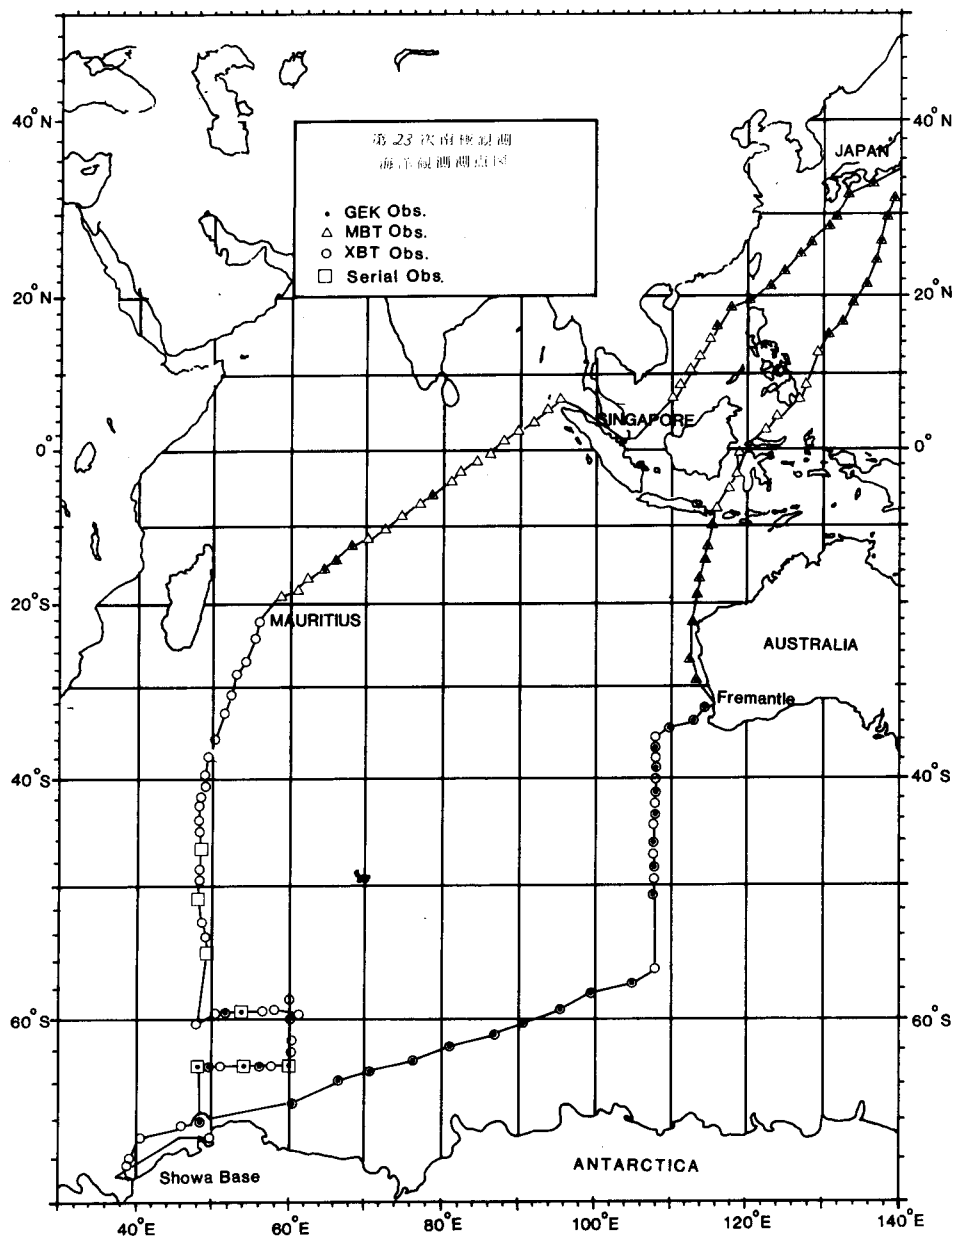 第23次南極観測
海洋観測測点図
• GEK Obs.
△ MBT Obs.
○ XBT Obs.
□ Serial Obs.
40°N
40°N
JAPAN
20°N
20°N
SINGAPORE
0°
0°
20°S
20°S
MAURITIUS
AUSTRALIA
Fremantle
40°S
40°S
60°S
60°S
Showa Base
ANTARCTICA
40°E
60°E
80°E
100°E
120°E
140°E